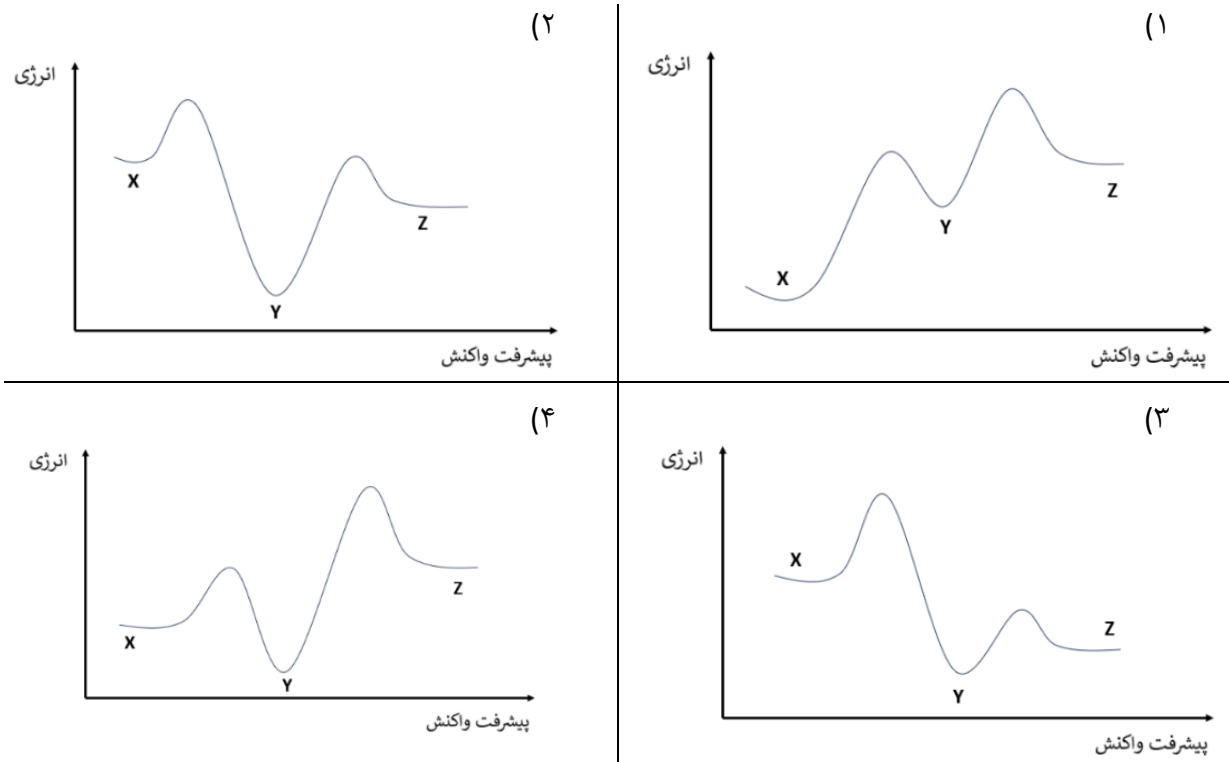 ۱)
انرژی
X
Y
Z
پیشرفت واکنش
۲)
انرژی
X
Y
Z
پیشرفت واکنش
۳)
انرژی
X
Y
Z
پیشرفت واکنش
۴)
انرژی
X
Y
Z
پیشرفت واکنش